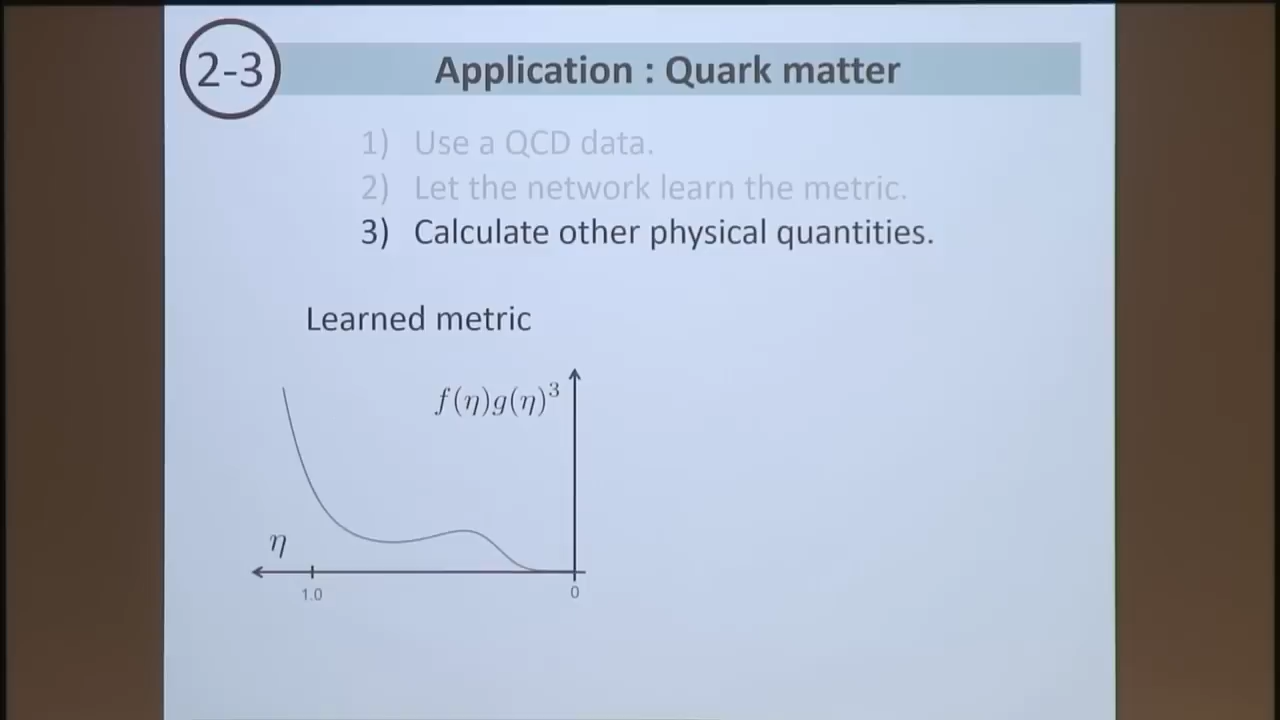 2-3
Application : Quark matter
1) Use a QCD data.
2) Let the network learn the metric.
3) Calculate other physical quantities.
Learned metric
f(η)g(η)³
η
1.0
0